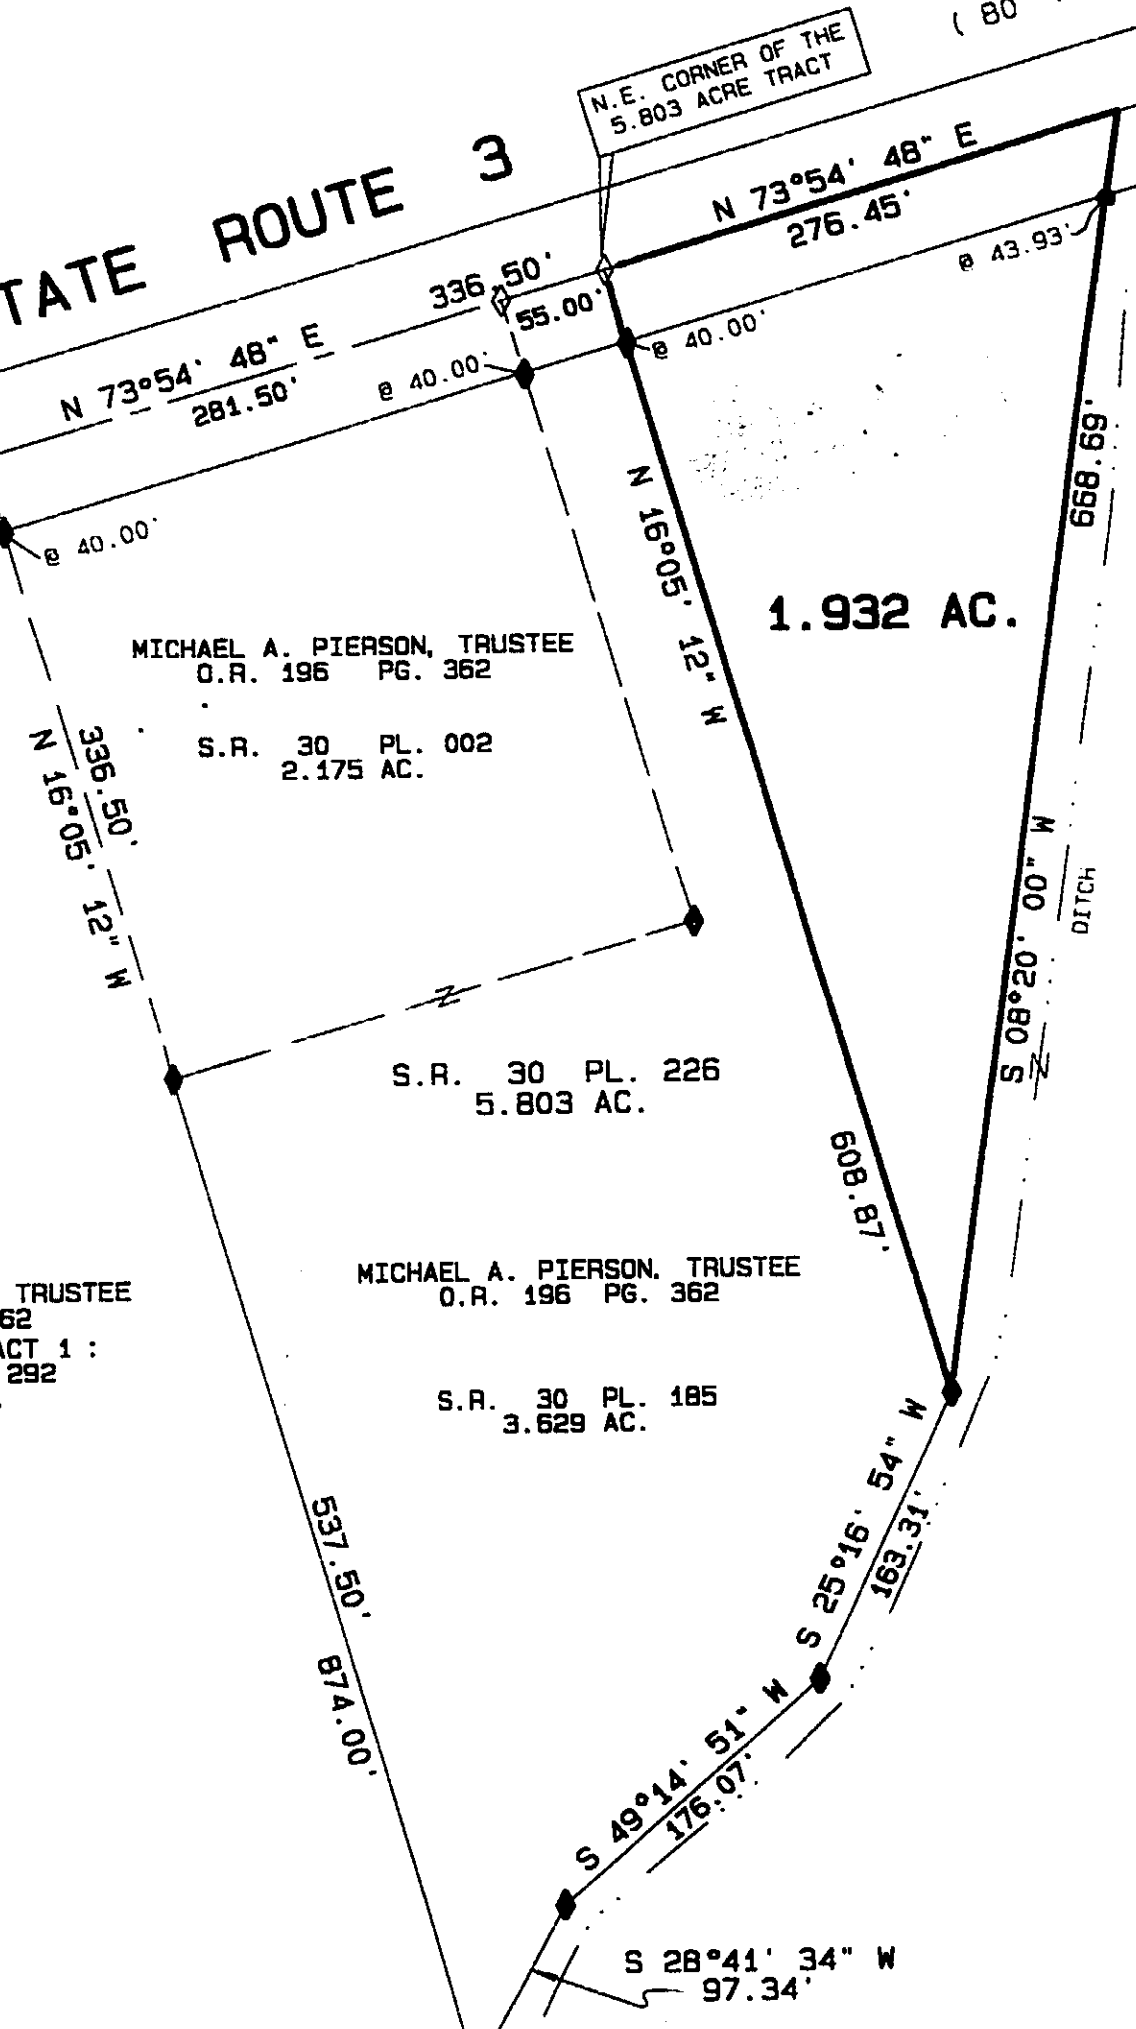 ( 80
N.E. CORNER OF THE
5.803 ACRE TRACT
TATE ROUTE 3
N 73°54' 48" E
276.45'
@ 43.93'
336.50'
55.00'
N 73°54' 48" E
281.50'
@ 40.00'
@ 40.00'
@ 40.00'
668.69'
N 16°05' 12" W
1.932 AC.
MICHAEL A. PIERSON, TRUSTEE
O.R. 196 PG. 362
S.R. 30 PL. 002
2.175 AC.
336.50'
N 16°05' 12" W
S 08°20' 00" W
DITCH
S.R. 30 PL. 226
5.803 AC.
608.87'
MICHAEL A. PIERSON, TRUSTEE
O.R. 196 PG. 362
TRUSTEE
62
ACT 1 :
292
S.R. 30 PL. 185
3.629 AC.
S 25°16' 54" W
163.31'
537.50'
874.00'
S 49°14' 51" W
176.07'
S 28°41' 34" W
97.34'